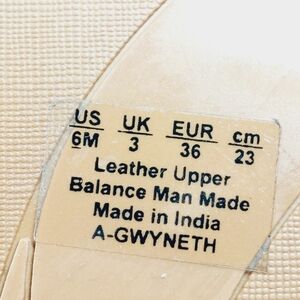 US UK EUR cm
6M 3 36 23
Leather Upper
Balance Man Made
Made in India
A-GWYNETH